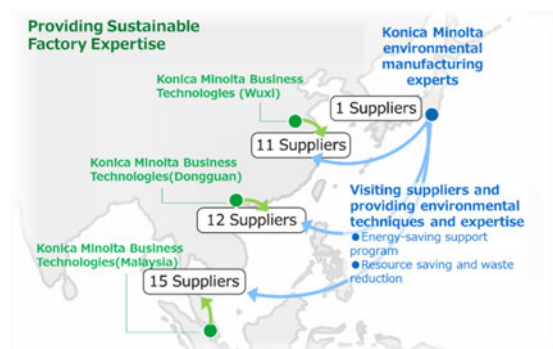 Providing Sustainable
Factory Expertise
Konica Minolta
environmental
manufacturing
experts
Konica Minolta Business
Technologies (Wuxi)
1 Suppliers
11 Suppliers
Konica Minolta Business
Technologies(Dongguan)
12 Suppliers
Visiting suppliers and
providing environmental
techniques and expertise
●Energy-saving support
program
●Resource saving and waste
reduction
Konica Minolta Business
Technologies(Malaysia)
15 Suppliers